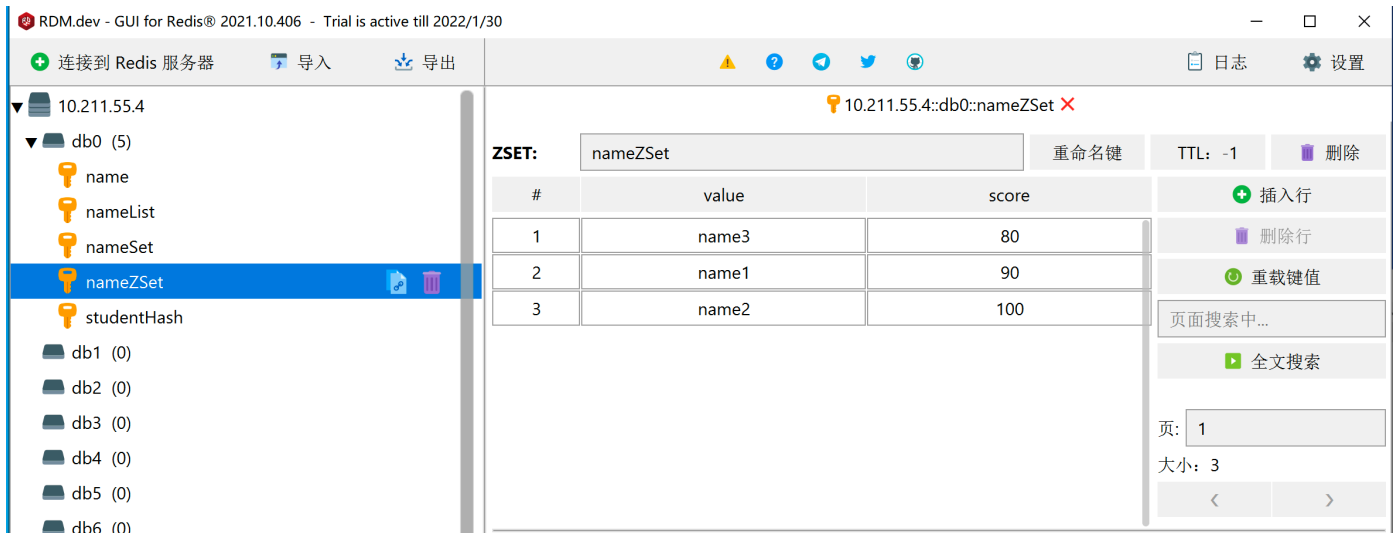 RDM.dev - GUI for Redis® 2021.10.406 - Trial is active till 2022/1/30
连接到 Redis 服务器 导入 导出 日志 设置
10.211.55.4
db0 (5)
name
nameList
nameSet
nameZSet
studentHash
db1 (0)
db2 (0)
db3 (0)
db4 (0)
db5 (0)
db6 (0)
10.211.55.4::db0::nameZSet
ZSET: nameZSet 重命名键 TTL: -1 删除
# value score
1 name3 80
2 name1 90
3 name2 100
插入行
删除行
重载键值
页面搜索中...
全文搜索
页: 1
大小: 3